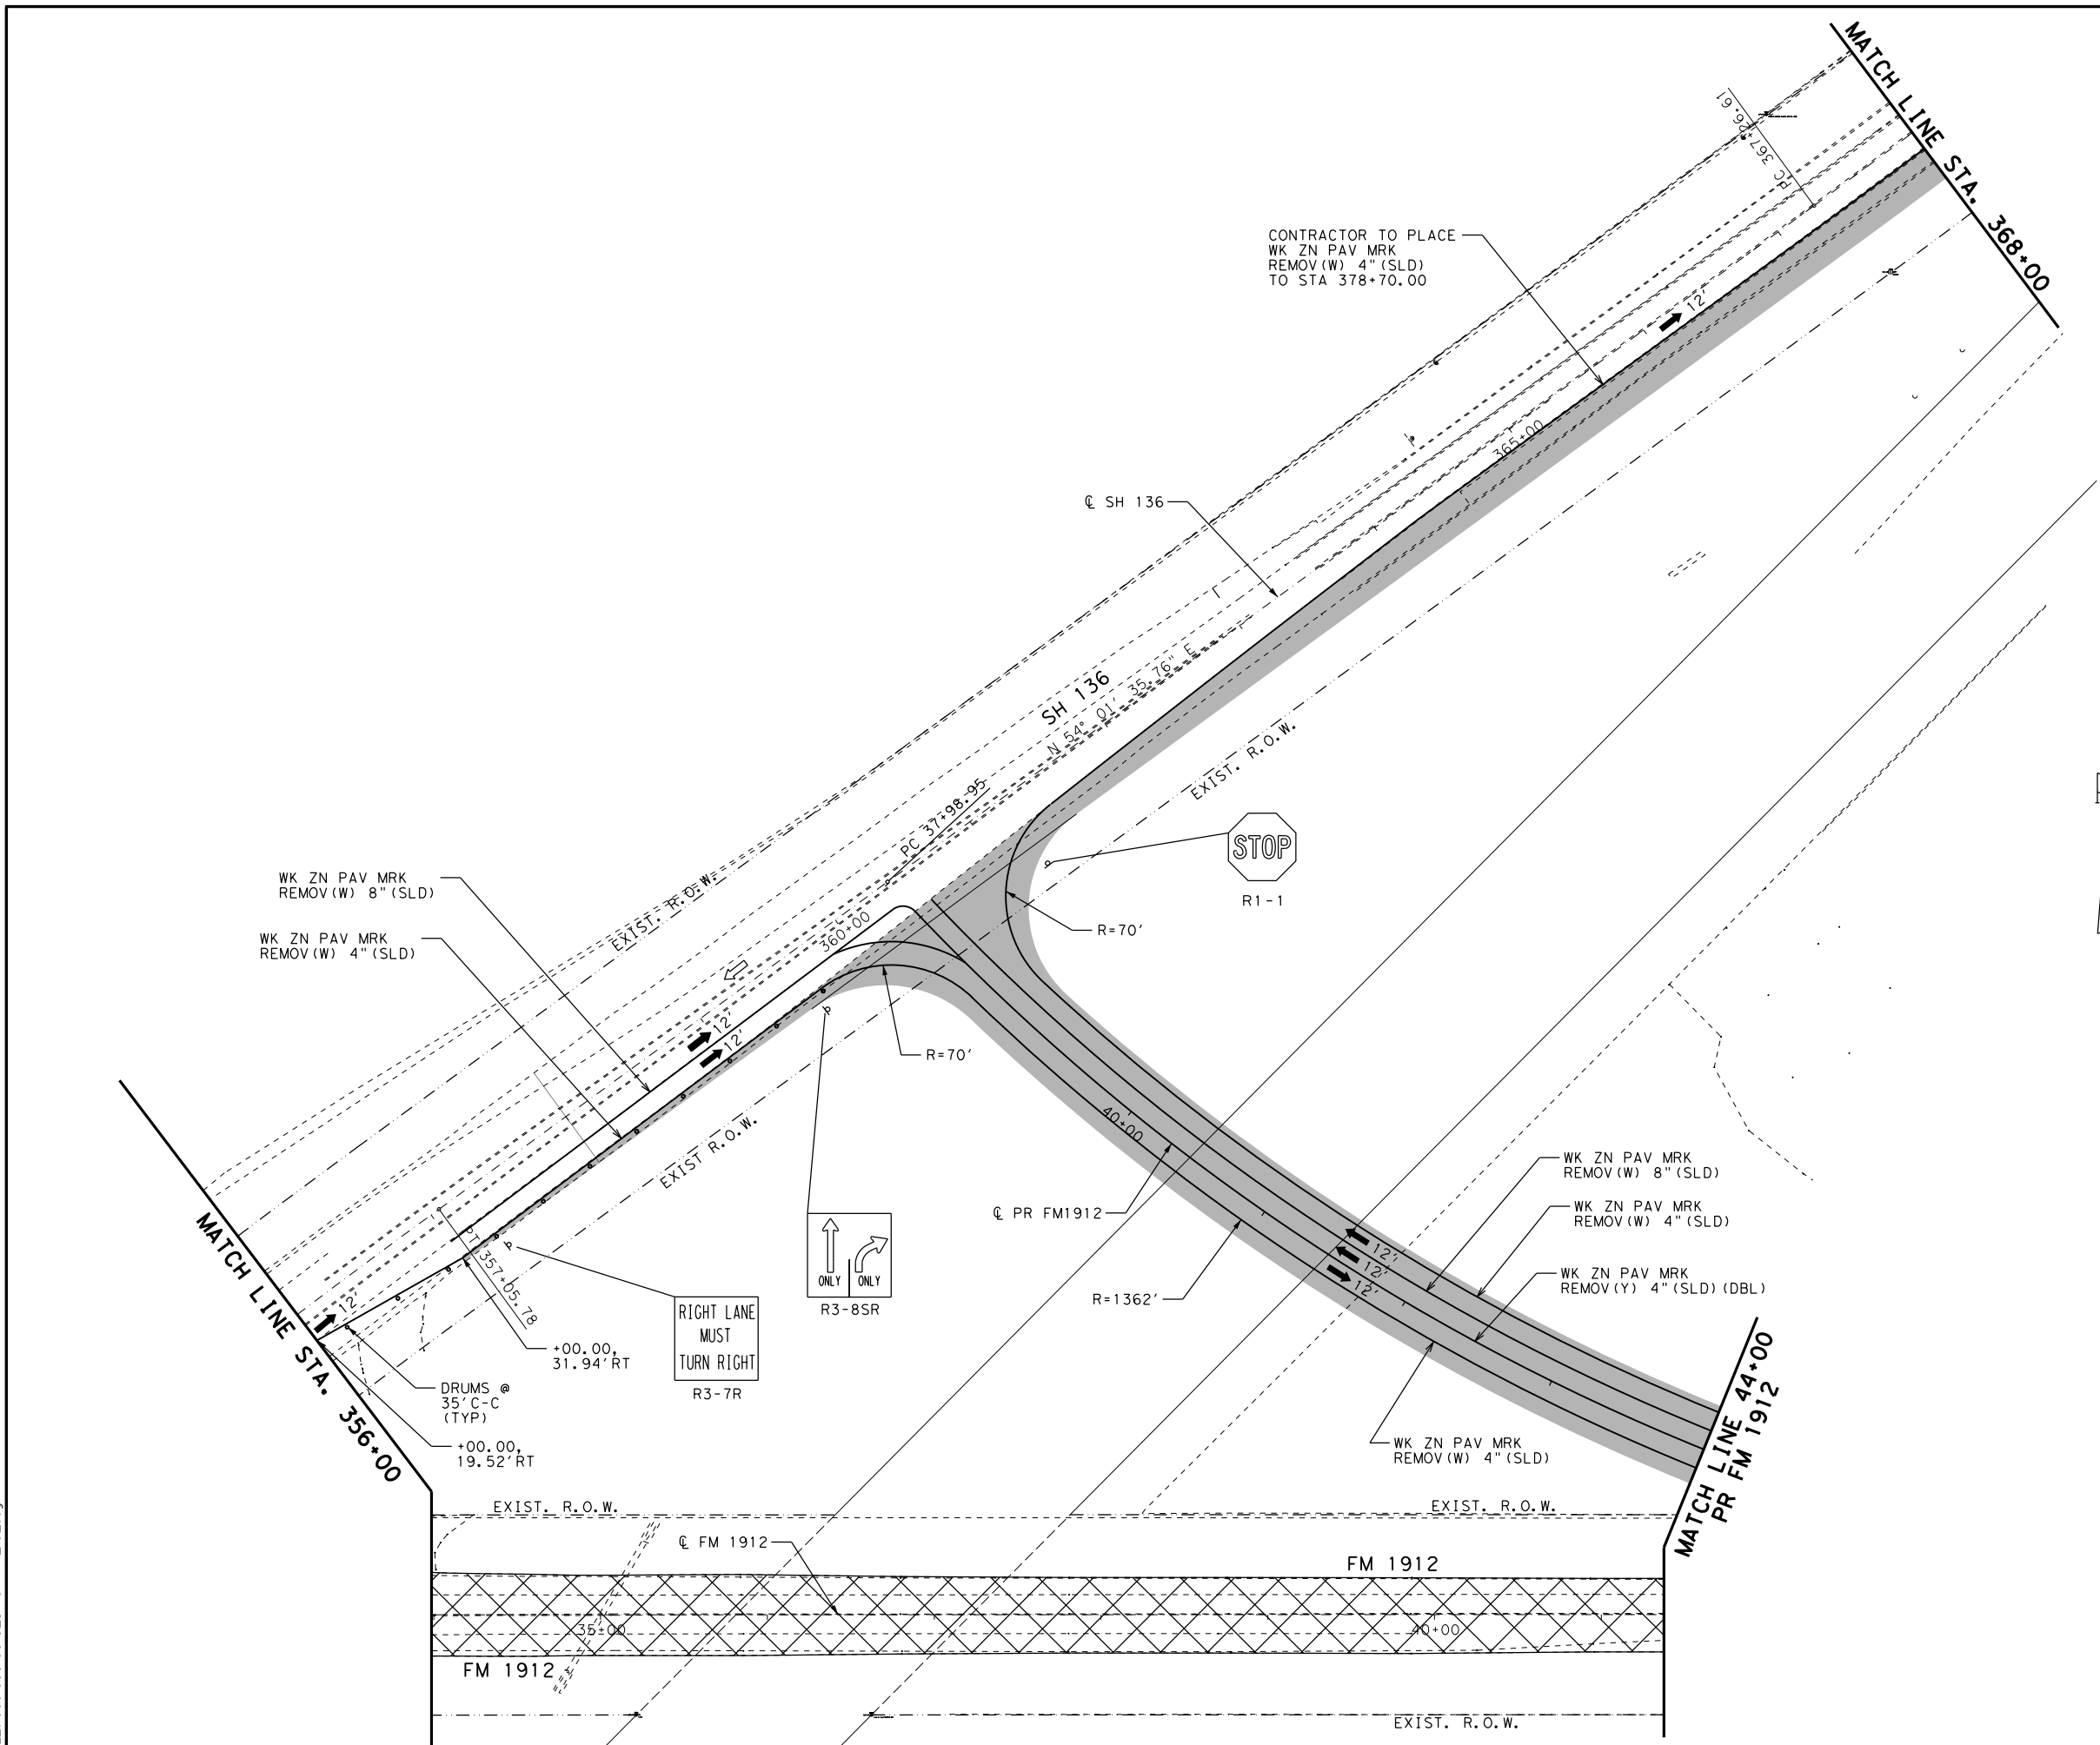 MATCH LINE STA. 368+00
PC 367+26.61
CONTRACTOR TO PLACE
WK ZN PAV MRK
REMOV(W) 4"(SLD)
TO STA 378+70.00
12'
365+00
℄ SH 136
SH 136
N 54° 01' 35.76" E
EXIST. R.O.W.
PC 37+98.95
STOP
R1-1
WK ZN PAV MRK
REMOV(W) 8"(SLD)
EXIST. R.O.W.
360+00
R=70'
WK ZN PAV MRK
REMOV(W) 4"(SLD)
12'
12'
R=70'
EXIST R.O.W.
40+00
WK ZN PAV MRK
REMOV(W) 8"(SLD)
WK ZN PAV MRK
REMOV(W) 4"(SLD)
℄ PR FM1912
12'
12'
12'
WK ZN PAV MRK
REMOV(Y) 4"(SLD)(DBL)
R=1362'
ONLY
ONLY
R3-8SR
PT 357+05.78
12'
RIGHT LANE
MUST
TURN RIGHT
R3-7R
+00.00,
31.94'RT
DRUMS @
35'C-C
(TYP)
+00.00,
19.52'RT
MATCH LINE STA. 356+00
WK ZN PAV MRK
REMOV(W) 4"(SLD)
MATCH LINE 44+00
PR FM 1912
EXIST. R.O.W.
EXIST. R.O.W.
℄ FM 1912
FM 1912
35+00
40+00
FM 1912
EXIST. R.O.W.